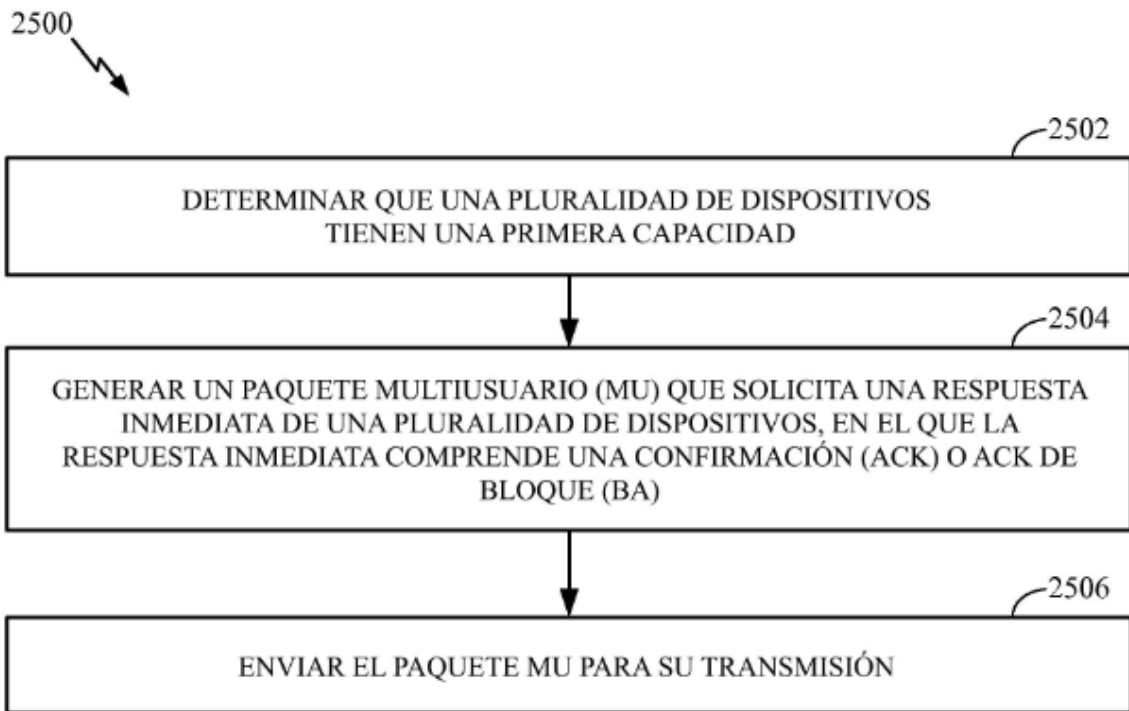 2500
2502
DETERMINAR QUE UNA PLURALIDAD DE DISPOSITIVOS
TIENEN UNA PRIMERA CAPACIDAD
2504
GENERAR UN PAQUETE MULTIUSUARIO (MU) QUE SOLICITA UNA RESPUESTA
INMEDIATA DE UNA PLURALIDAD DE DISPOSITIVOS, EN EL QUE LA
RESPUESTA INMEDIATA COMPRENDE UNA CONFIRMACIÓN (ACK) O ACK DE
BLOQUE (BA)
2506
ENVIAR EL PAQUETE MU PARA SU TRANSMISIÓN